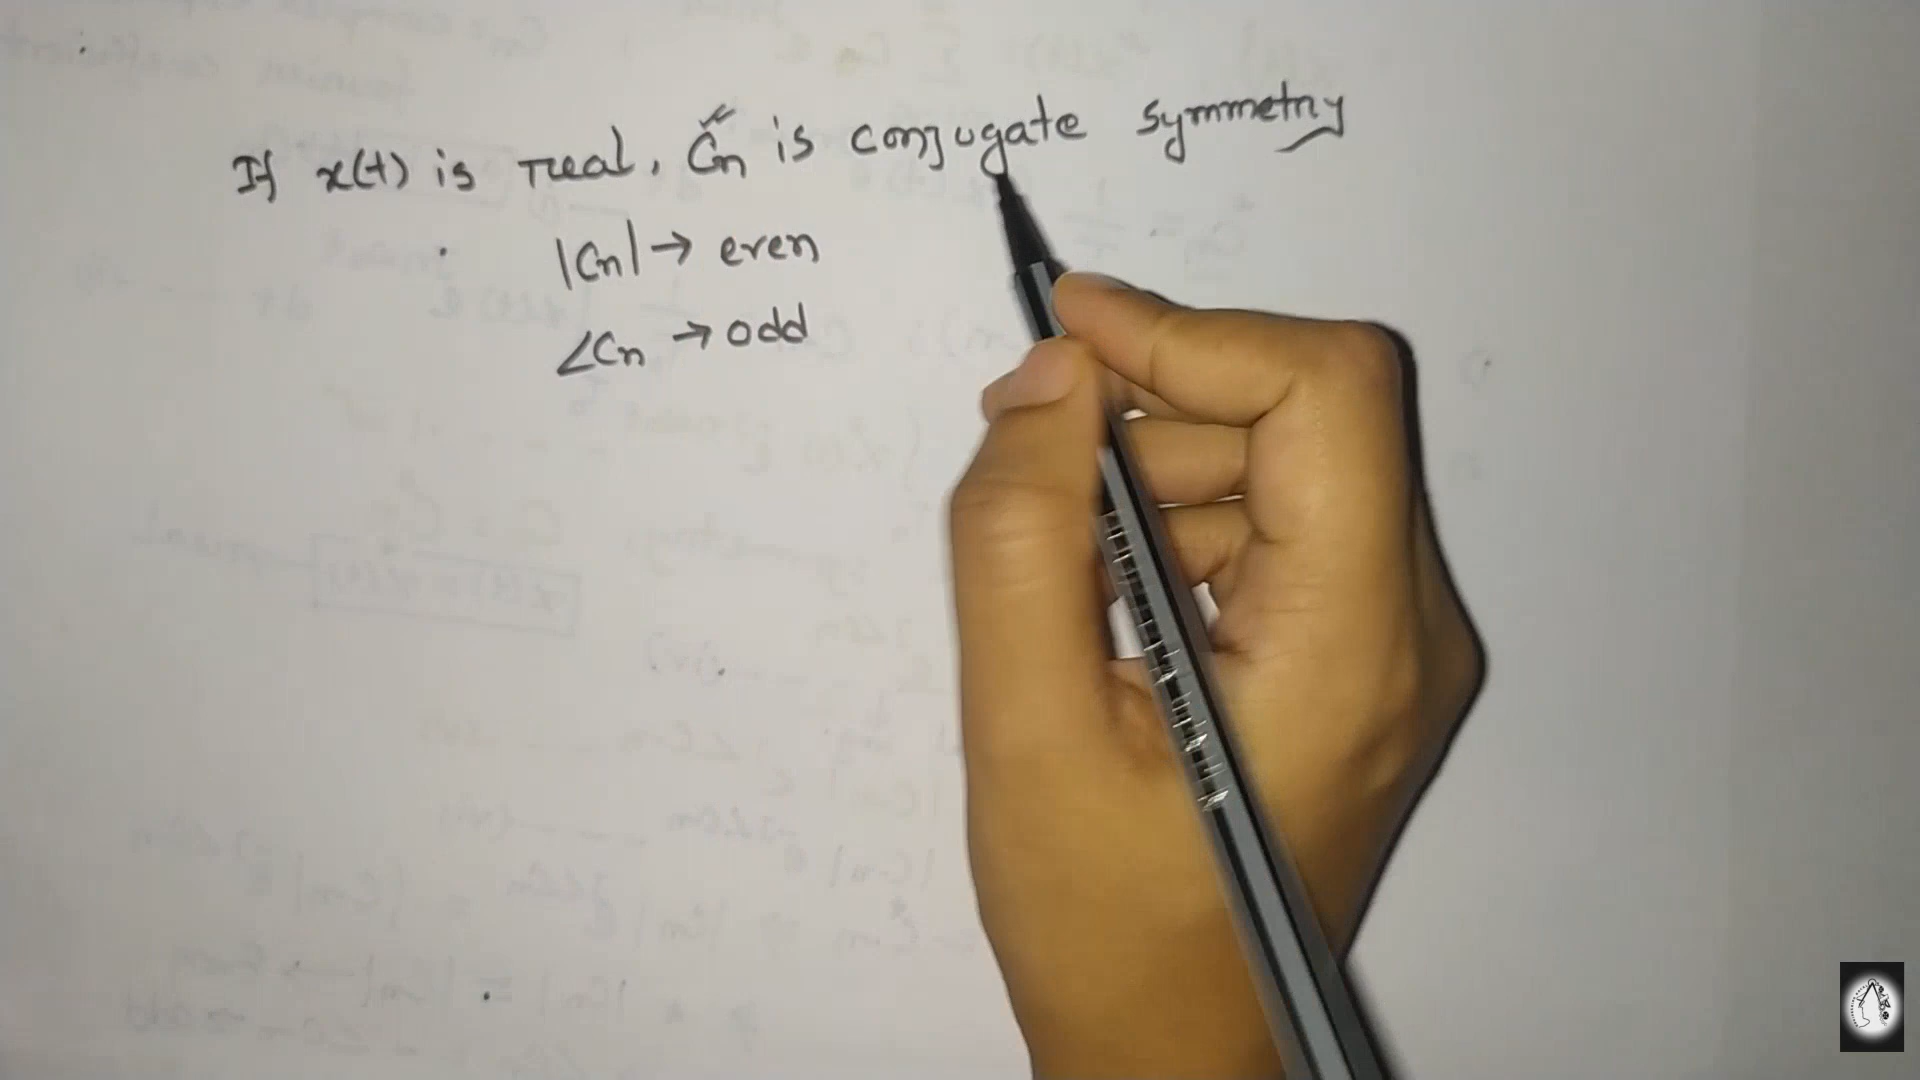 If x(t) is real, Cn is conjugate symmetry
|Cn| → even
∠Cn → odd